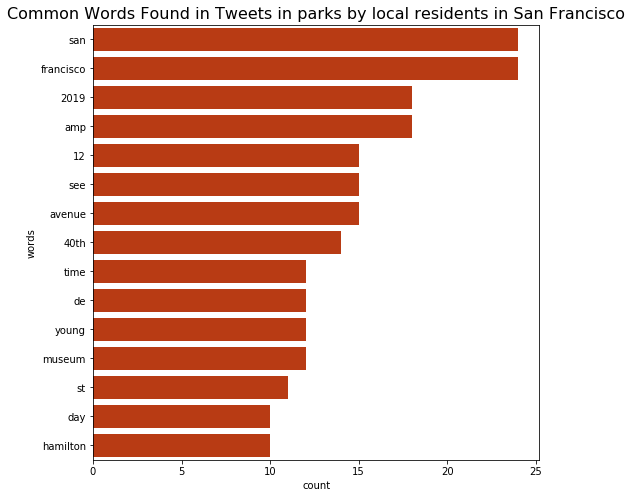 Common Words Found in Tweets in parks by local residents in San Francisco
san
francisco
2019
amp
12
see
avenue
40th
time
de
young
museum
st
day
hamilton
words
0 5 10 15 20 25
count